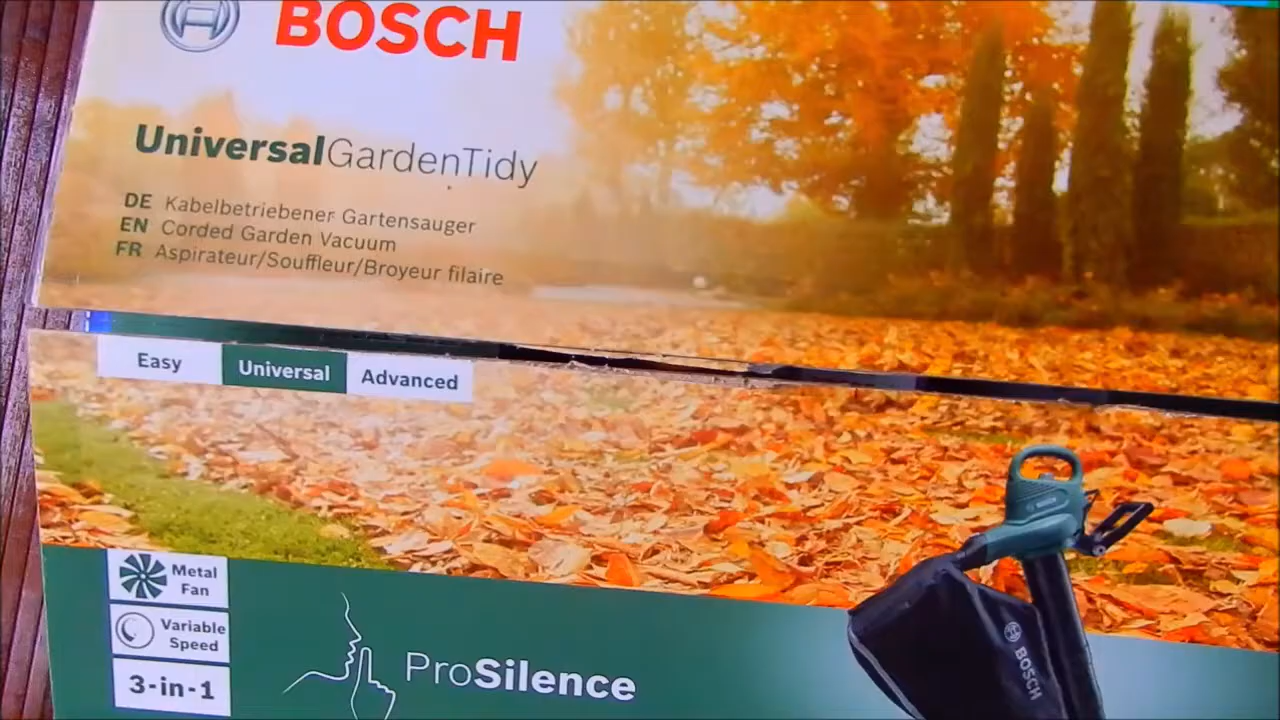 BOSCH
UniversalGardenTidy
DE Kabelbetriebener Gartensauger
EN Corded Garden Vacuum
FR Aspirateur/Souffleur/Broyeur filaire
Easy Universal Advanced
Metal
Fan
Variable
Speed
3-in-1
ProSilence
BOSCH